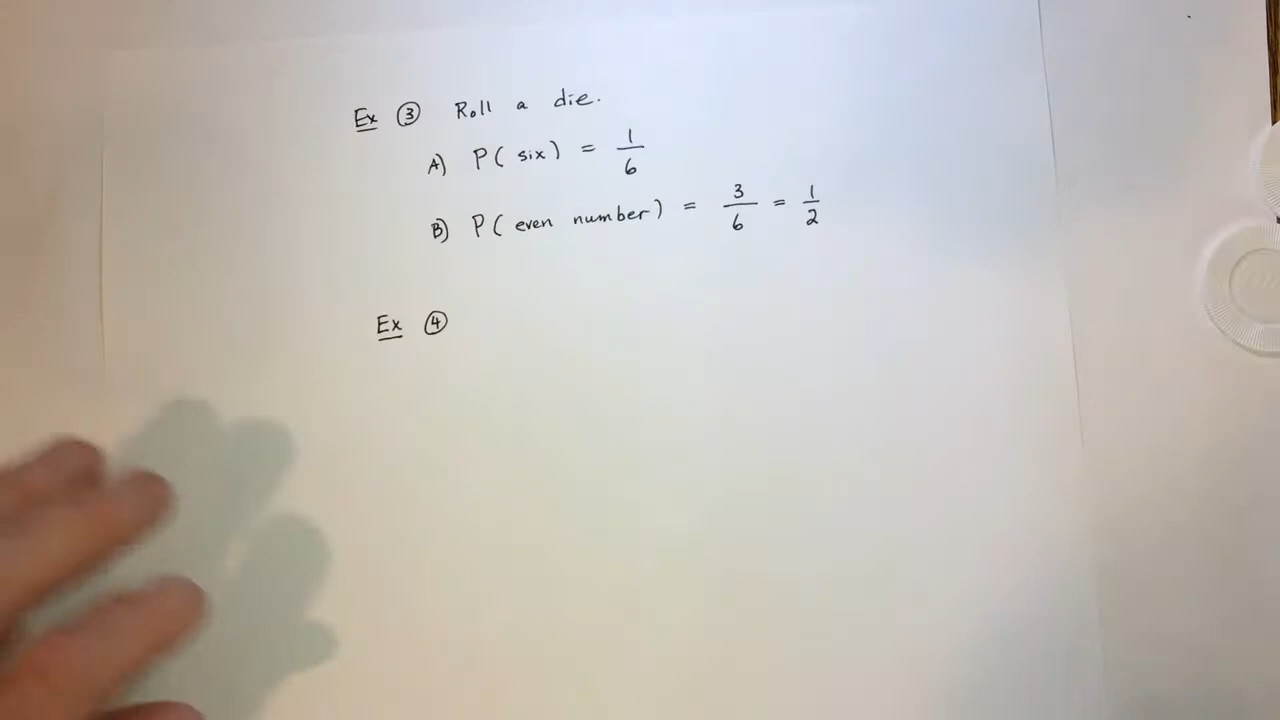 Ex ③ Roll a die.
A) P( six) = 1/6
B) P( even number) = 3/6 = 1/2
Ex ④